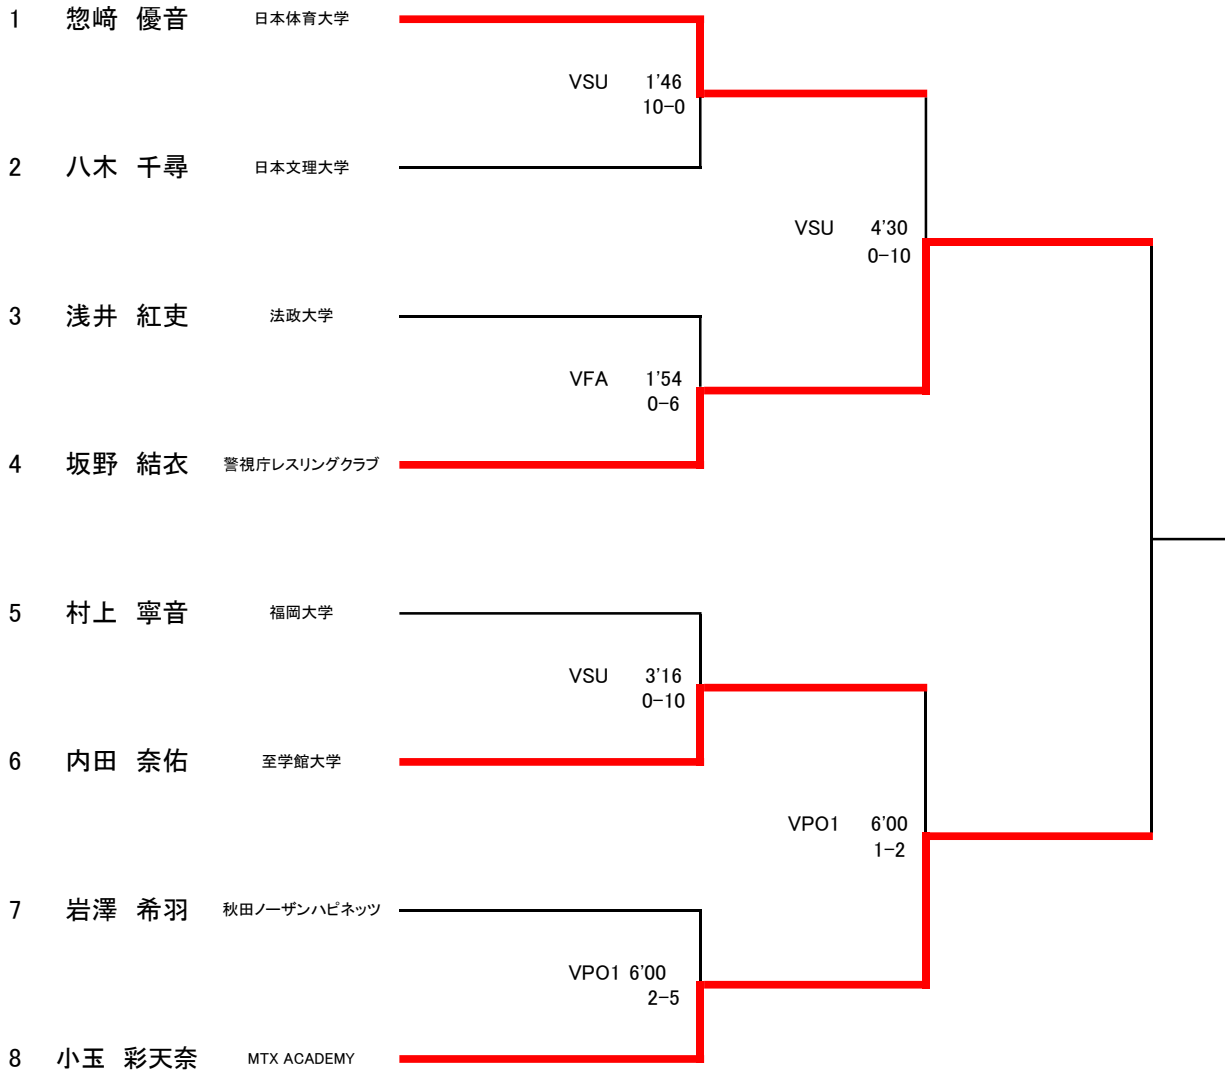 1 惣﨑 優音 日本体育大学
VSU 1'46
10-0
2 八木 千尋 日本文理大学
VSU 4'30
0-10
3 浅井 紅吏 法政大学
VFA 1'54
0-6
4 坂野 結衣 警視庁レスリングクラブ
5 村上 寧音 福岡大学
VSU 3'16
0-10
6 内田 奈佑 至学館大学
VPO1 6'00
1-2
7 岩澤 希羽 秋田ノーザンハピネッツ
VPO1 6'00
2-5
8 小玉 彩天奈 MTX ACADEMY